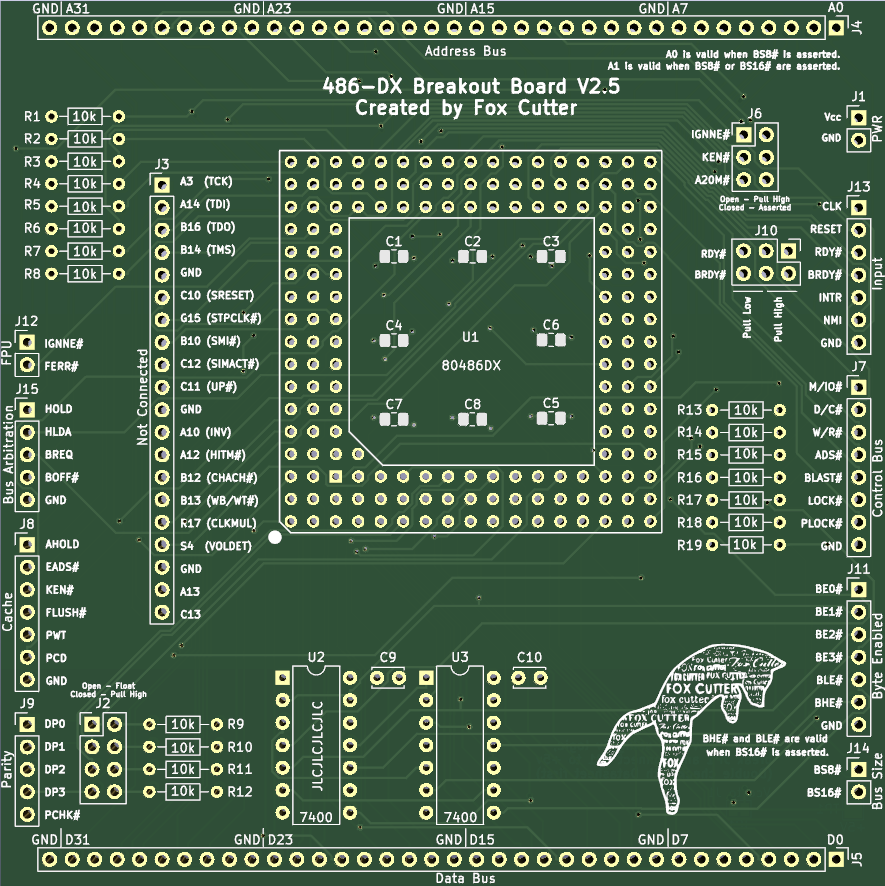 GND A31 GND A23 GND A15 GND A7 A0
J4
Address Bus
A0 is valid when BS8# is asserted.
A1 is valid when BS8# or BS16# are asserted.
486-DX Breakout Board V2.5
Created by Fox Cutter
R1 10k
R2 10k
R3 10k
R4 10k
R5 10k
R6 10k
R7 10k
R8 10k
J3
A3 (TCK)
A14 (TDI)
B16 (TDO)
B14 (TMS)
GND
C10 (SRESET)
G15 (STPCLK#)
B10 (SMI#)
C12 (SIMACT#)
C11 (UP#)
GND
A10 (INV)
A12 (HITM#)
B12 (CHACH#)
B13 (WB/WT#)
R17 (CLKMUL)
S4 (VOLDET)
GND
A13
C13
Not Connected
C1 C2 C3
C4 U1 C6
80486DX
C7 C8 C5
J6
IGNNE#
KEN#
A20M#
Open - Pull High
Closed - Asserted
J10
RDY#
BRDY#
Pull Low
Pull High
J1
Vcc
GND
PWR
J13
CLK
RESET
RDY#
BRDY#
INTR
NMI
GND
Input
J12
IGNNE#
FERR#
FPU
J15
HOLD
HLDA
BREQ
BOFF#
GND
Bus Arbitration
J8
AHOLD
EADS#
KEN#
FLUSH#
PWT
PCD
GND
Cache
J7
M/IO#
D/C#
W/R#
ADS#
BLAST#
LOCK#
PLOCK#
GND
Control Bus
R13 10k
R14 10k
R15 10k
R16 10k
R17 10k
R18 10k
R19 10k
J11
BE0#
BE1#
BE2#
BE3#
BLE#
BHE#
GND
Byte Enabled
Open - Float
Closed - Pull High
J9 J2
DP0
DP1
DP2
DP3
PCHK#
Parity
10k R9
10k R10
10k R11
10k R12
U2 C9 U3 C10
JLCJLCJLCJLC
7400 7400
Fox Cutter
FOX CUTTER
FOX CUTTER
BHE# and BLE# are valid
when BS16# is asserted.
J14
BS8#
BS16#
Bus Size
GND D31 GND D23 GND D15 GND D7 D0
J5
Data Bus